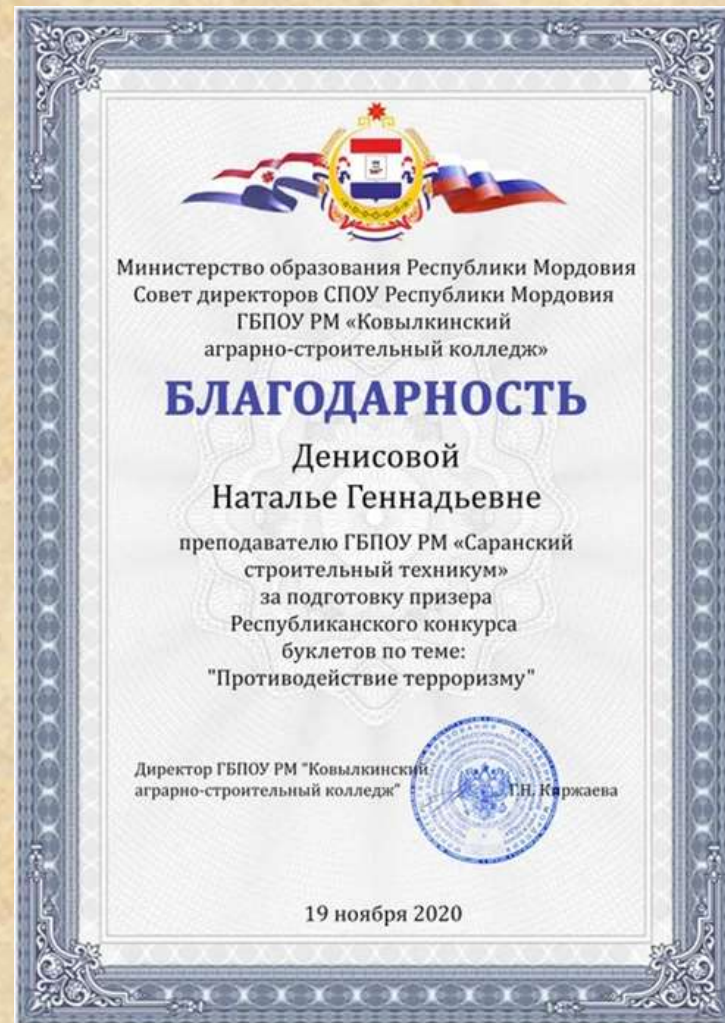 Министерство образования Республики Мордовия
Совет директоров СПОУ Республики Мордовия
ГБПОУ РМ «Ковылкинский
аграрно-строительный колледж»
БЛАГОДАРНОСТЬ
Денисовой
Наталье Геннадьевне
преподавателю ГБПОУ РМ «Саранский
строительный техникум»
за подготовку призера
Республиканского конкурса
буклетов по теме:
"Противодействие терроризму"
Директор ГБПОУ РМ "Ковылкинский
аграрно-строительный колледж" Г.Н. Киржаева
19 ноября 2020